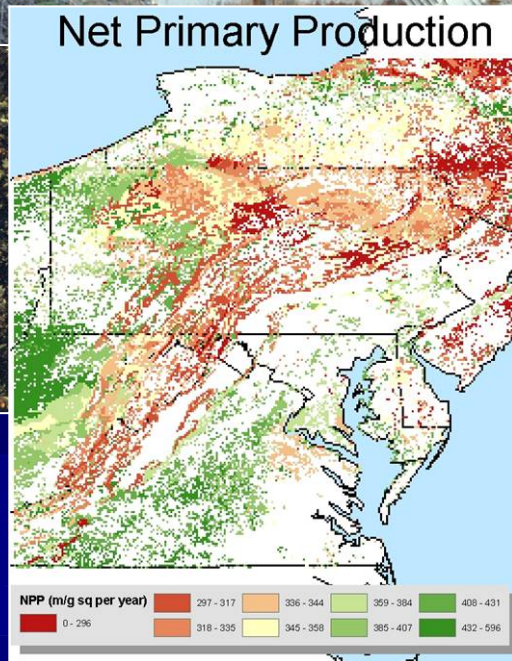 Net Primary Production
NPP (m/g sq per year)
0 - 296
297 - 317
318 - 335
336 - 344
345 - 358
359 - 384
385 - 407
408 - 431
432 - 596